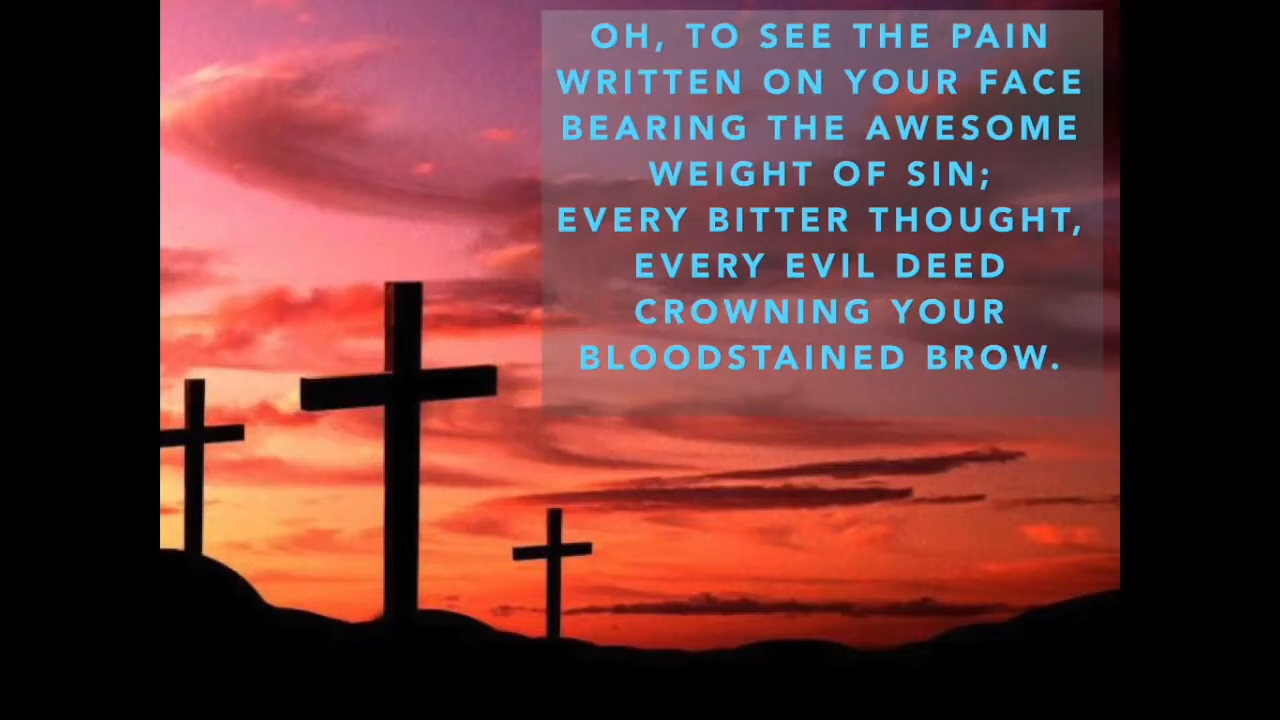 OH, TO SEE THE PAIN
WRITTEN ON YOUR FACE
BEARING THE AWESOME
WEIGHT OF SIN;
EVERY BITTER THOUGHT,
EVERY EVIL DEED
CROWNING YOUR
BLOODSTAINED BROW.